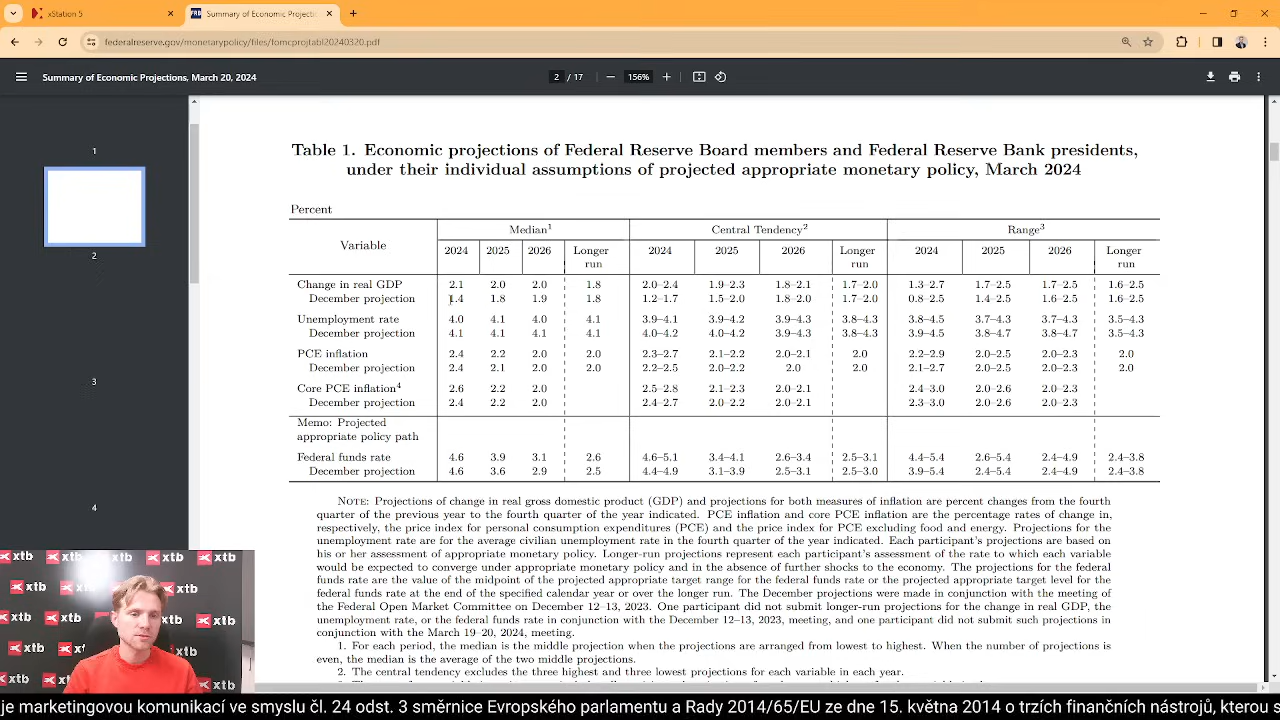 xStation 5
Summary of Economic Projecti
federalreserve.gov/monetarypolicy/files/fomcprojtabl20240320.pdf
Summary of Economic Projections, March 20, 2024
2 / 17
156%
1
2
3
4
Table 1. Economic projections of Federal Reserve Board members and Federal Reserve Bank presidents,
under their individual assumptions of projected appropriate monetary policy, March 2024
Percent
Variable Median1 Central Tendency2 Range3
2024 2025 2026 Longer run 2024 2025 2026 Longer run 2024 2025 2026 Longer run
Change in real GDP 2.1 2.0 2.0 1.8 2.0–2.4 1.9–2.3 1.8–2.1 1.7–2.0 1.3–2.7 1.7–2.5 1.7–2.5 1.6–2.5
December projection 1.4 1.8 1.9 1.8 1.2–1.7 1.5–2.0 1.8–2.0 1.7–2.0 0.8–2.5 1.4–2.5 1.6–2.5 1.6–2.5
Unemployment rate 4.0 4.1 4.0 4.1 3.9–4.1 3.9–4.2 3.9–4.3 3.8–4.3 3.8–4.5 3.7–4.3 3.7–4.3 3.5–4.3
December projection 4.1 4.1 4.1 4.1 4.0–4.2 4.0–4.2 3.9–4.3 3.8–4.3 3.9–4.5 3.8–4.7 3.8–4.7 3.5–4.3
PCE inflation 2.4 2.2 2.0 2.0 2.3–2.7 2.1–2.2 2.0–2.1 2.0 2.2–2.9 2.0–2.5 2.0–2.3 2.0
December projection 2.4 2.1 2.0 2.0 2.2–2.5 2.0–2.2 2.0 2.0 2.1–2.7 2.0–2.5 2.0–2.3 2.0
Core PCE inflation4 2.6 2.2 2.0 2.5–2.8 2.1–2.3 2.0–2.1 2.4–3.0 2.0–2.6 2.0–2.3
December projection 2.4 2.2 2.0 2.4–2.7 2.0–2.2 2.0–2.1 2.3–3.0 2.0–2.6 2.0–2.3
Memo: Projected
appropriate policy path
Federal funds rate 4.6 3.9 3.1 2.6 4.6–5.1 3.4–4.1 2.6–3.4 2.5–3.1 4.4–5.4 2.6–5.4 2.4–4.9 2.4–3.8
December projection 4.6 3.6 2.9 2.5 4.4–4.9 3.1–3.9 2.5–3.1 2.5–3.0 3.9–5.4 2.4–5.4 2.4–4.9 2.4–3.8
NOTE: Projections of change in real gross domestic product (GDP) and projections for both measures of inflation are percent changes from the fourth
quarter of the previous year to the fourth quarter of the year indicated. PCE inflation and core PCE inflation are the percentage rates of change in,
respectively, the price index for personal consumption expenditures (PCE) and the price index for PCE excluding food and energy. Projections for the
unemployment rate are for the average civilian unemployment rate in the fourth quarter of the year indicated. Each participant's projections are based on
his or her assessment of appropriate monetary policy. Longer-run projections represent each participant's assessment of the rate to which each variable
would be expected to converge under appropriate monetary policy and in the absence of further shocks to the economy. The projections for the federal
funds rate are the value of the midpoint of the projected appropriate target range for the federal funds rate or the projected appropriate target level for the
federal funds rate at the end of the specified calendar year or over the longer run. The December projections were made in conjunction with the meeting of
the Federal Open Market Committee on December 12–13, 2023. One participant did not submit longer-run projections for the change in real GDP, the
unemployment rate, or the federal funds rate in conjunction with the December 12–13, 2023, meeting, and one participant did not submit such projections in
conjunction with the March 19–20, 2024, meeting.
1. For each period, the median is the middle projection when the projections are arranged from lowest to highest. When the number of projections is
even, the median is the average of the two middle projections.
2. The central tendency excludes the three highest and three lowest projections for each variable in each year.
xtb xtb xtb xtb
xtb xtb xtb
xtb xtb
xtb xtb
xtb xtb
je marketingovou komunikací ve smyslu čl. 24 odst. 3 směrnice Evropského parlamentu a Rady 2014/65/EU ze dne 15. května 2014 o trzích finančních nástrojů, kterou s